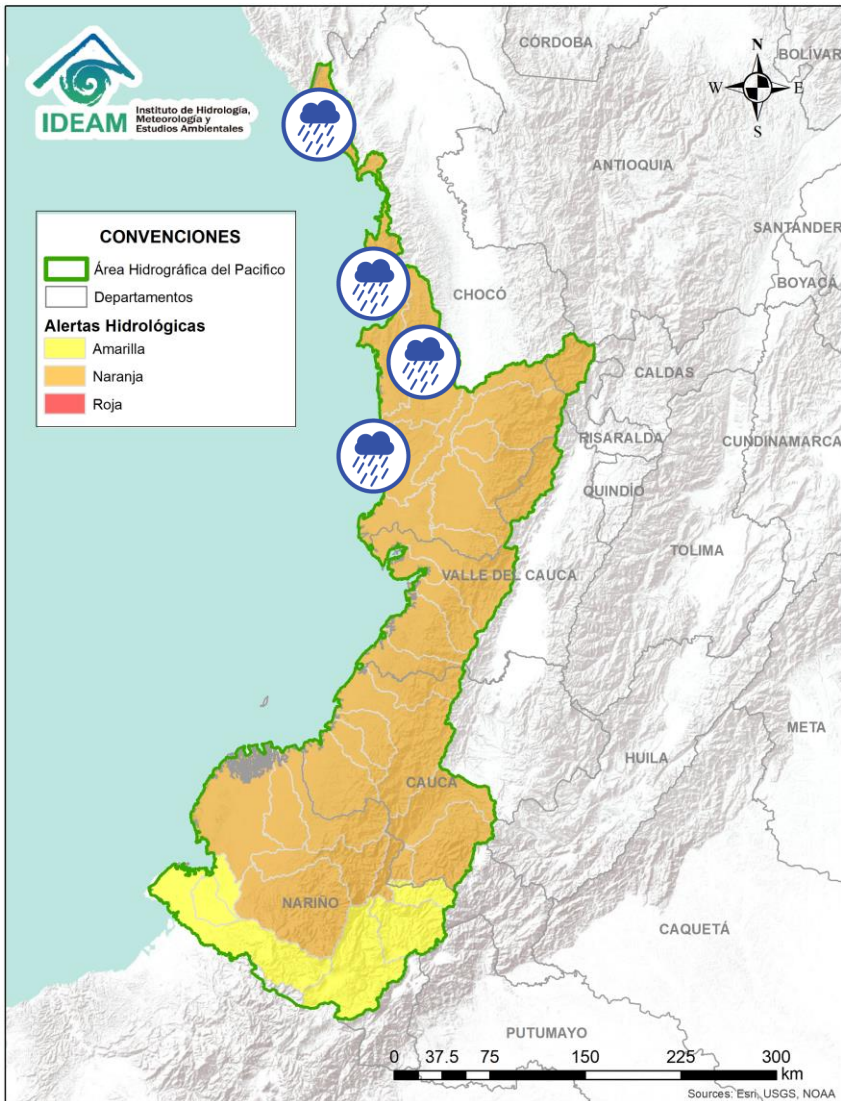 CÓRDOBA
BOLÍVAR
IDEAM
Instituto de Hidrología,
Meteorología y
Estudios Ambientales
N
W E
S
ANTIOQUIA
SANTANDER
CONVENCIONES
Área Hidrográfica del Pacifico
Departamentos
Alertas Hidrológicas
Amarilla
Naranja
Roja
BOYACÁ
CHOCÓ
CALDAS
RISARALDA
CUNDINAMARCA
QUINDÍO
TOLIMA
VALLE DEL CAUCA
META
HUILA
CAUCA
NARIÑO
CAQUETÁ
PUTUMAYO
0 37.5 75 150 225 300
km
Sources: Esri, USGS, NOAA